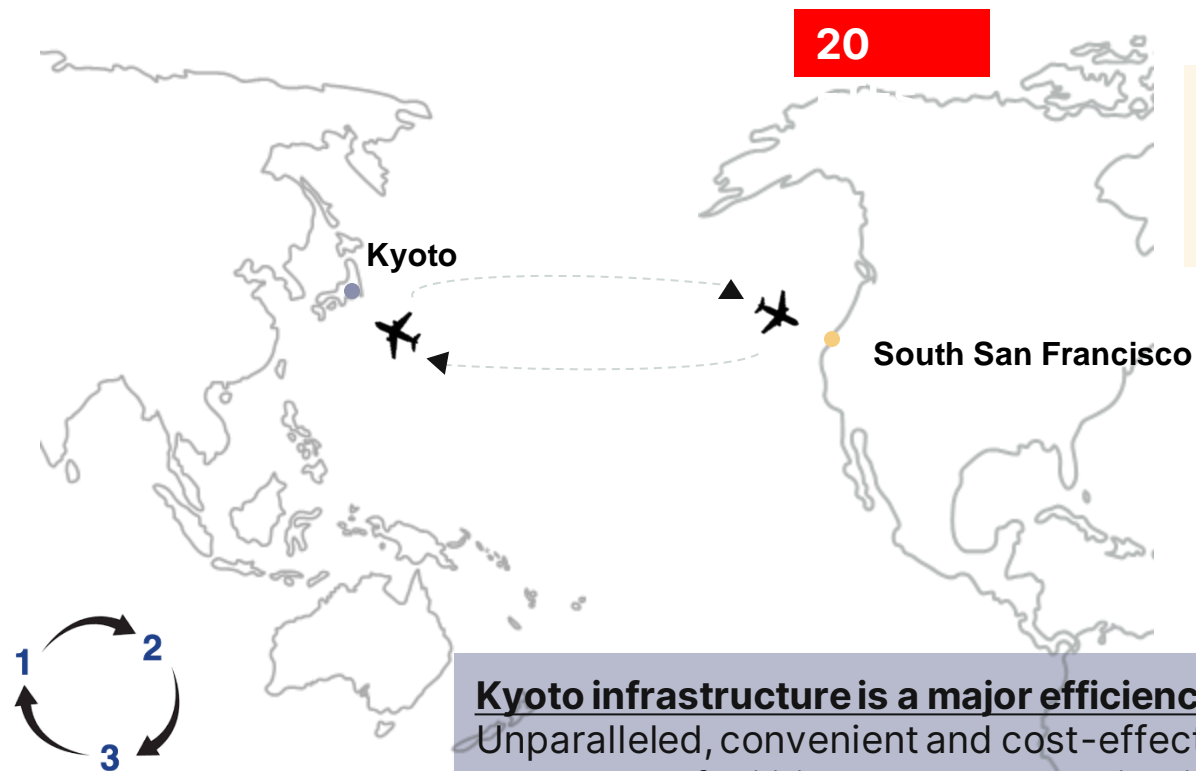 20
Kyoto
South San Francisco
1
2
3
Kyoto infrastructure is a major efficienc
Unparalleled, convenient and cost-effect